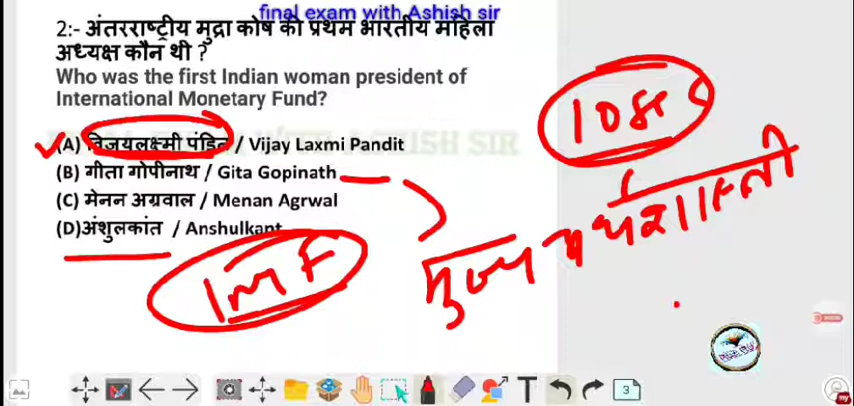 final exam with Ashish sir
2:- अंतरराष्ट्रीय मुद्रा कोष की प्रथम भारतीय महिला
अध्यक्ष कौन थी ?
Who was the first Indian woman president of
International Monetary Fund?
(A) विजयलक्ष्मी पंडित / Vijay Laxmi Pandit
(B) गीता गोपीनाथ / Gita Gopinath
(C) मेनन अग्रवाल / Menan Agrwal
(D)अंशुलकांत / Anshulkant
IMF
मुख्य अर्थशास्त्री
T
3